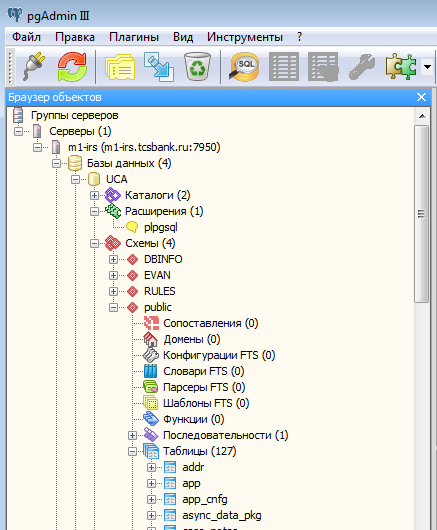 pgAdmin III
Файл Правка Плагины Вид Инструменты ?
SQL
Браузер объектов
Группы серверов
Серверы (1)
m1-irs (m1-irs.tcsbank.ru:7950)
Базы данных (4)
UCA
Каталоги (2)
Расширения (1)
plpgsql
Схемы (4)
DBINFO
EVAN
RULES
public
Сопоставления (0)
Домены (0)
Конфигурации FTS (0)
Словари FTS (0)
Парсеры FTS (0)
Шаблоны FTS (0)
Функции (0)
Последовательности (1)
Таблицы (127)
addr
app
app_cnfg
async_data_pkg